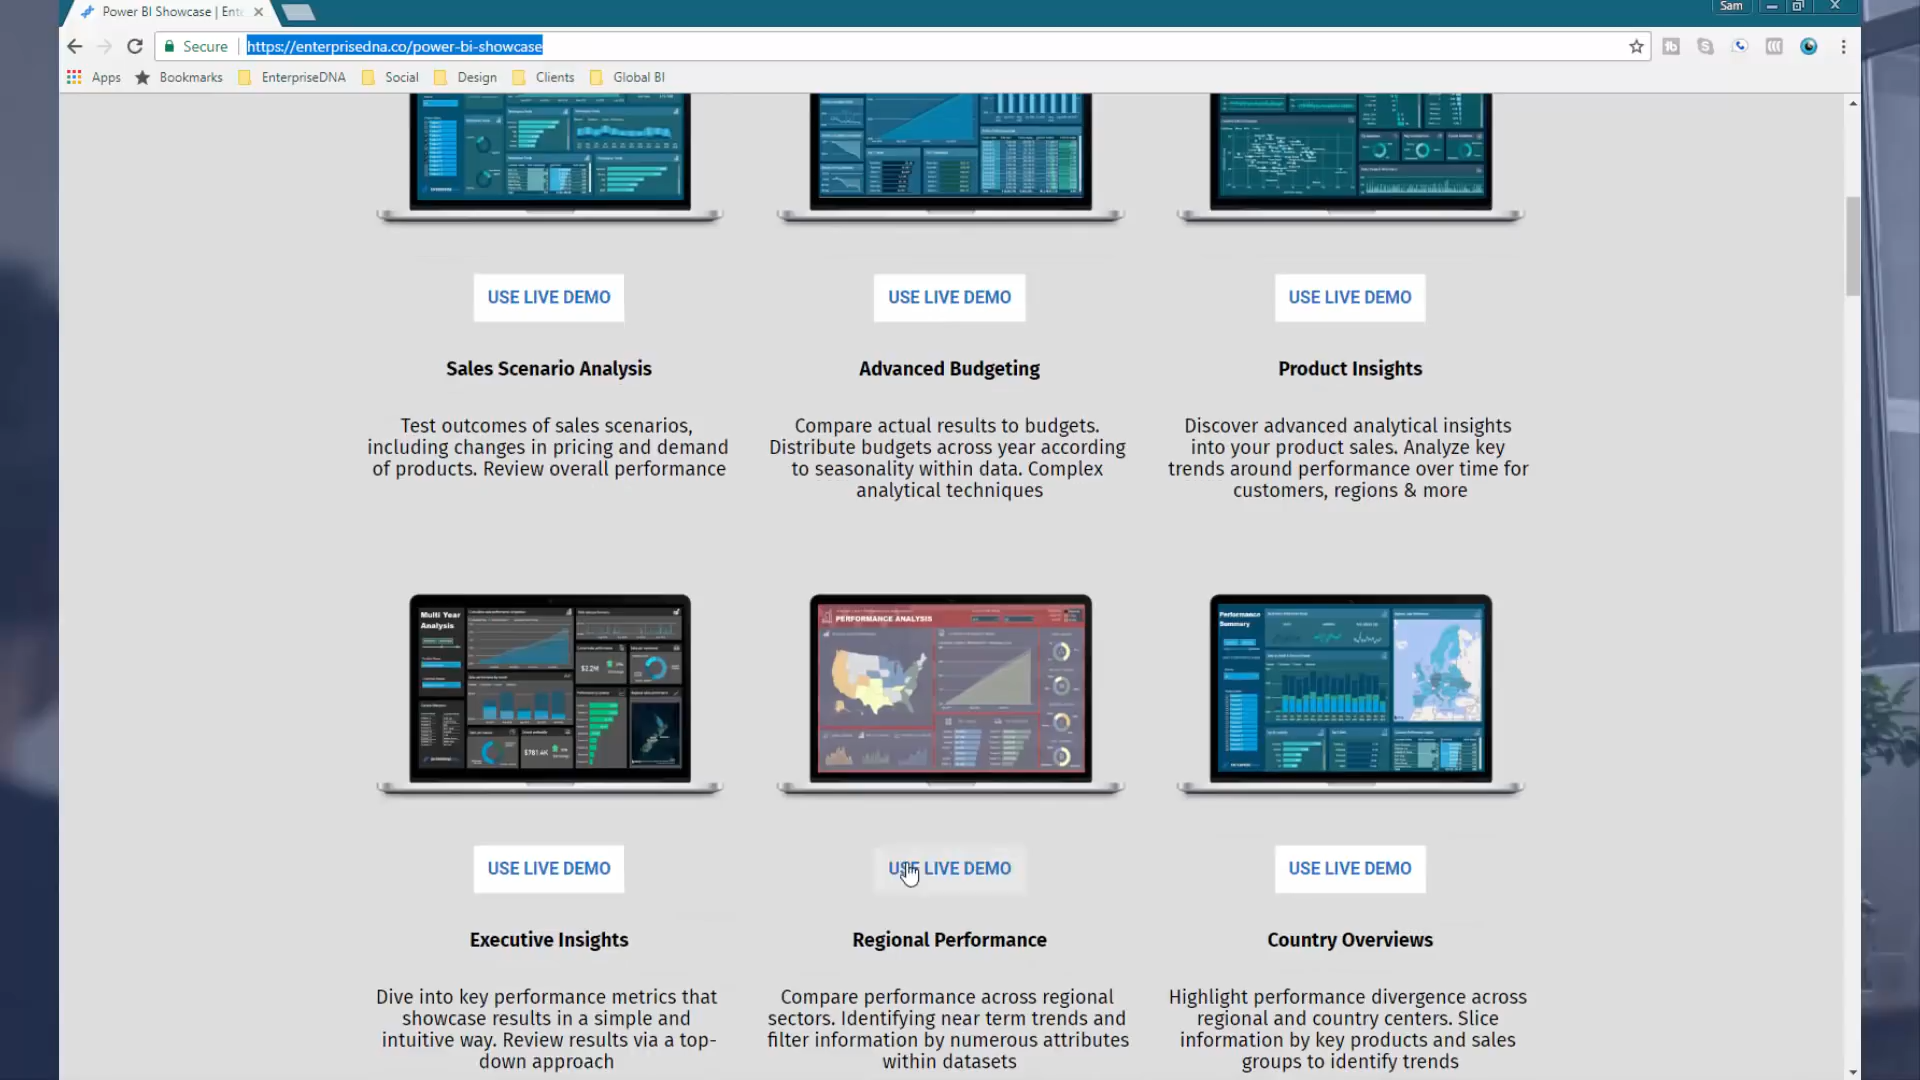 Power BI Showcase | Ent
Sam
Secure
https://enterprisedna.co/power-bi-showcase
Apps
Bookmarks
EnterpriseDNA
Social
Design
Clients
Global BI
USE LIVE DEMO
USE LIVE DEMO
USE LIVE DEMO
Sales Scenario Analysis
Advanced Budgeting
Product Insights
Test outcomes of sales scenarios,
including changes in pricing and demand
of products. Review overall performance
Compare actual results to budgets.
Distribute budgets across year according
to seasonality within data. Complex
analytical techniques
Discover advanced analytical insights
into your product sales. Analyze key
trends around performance over time for
customers, regions & more
Multi Year
Analysis
$2.2M
$781.4K
PERFORMANCE ANALYSIS
Performance
Summary
USE LIVE DEMO
USE LIVE DEMO
USE LIVE DEMO
Executive Insights
Regional Performance
Country Overviews
Dive into key performance metrics that
showcase results in a simple and
intuitive way. Review results via a top-
down approach
Compare performance across regional
sectors. Identifying near term trends and
filter information by numerous attributes
within datasets
Highlight performance divergence across
regional and country centers. Slice
information by key products and sales
groups to identify trends